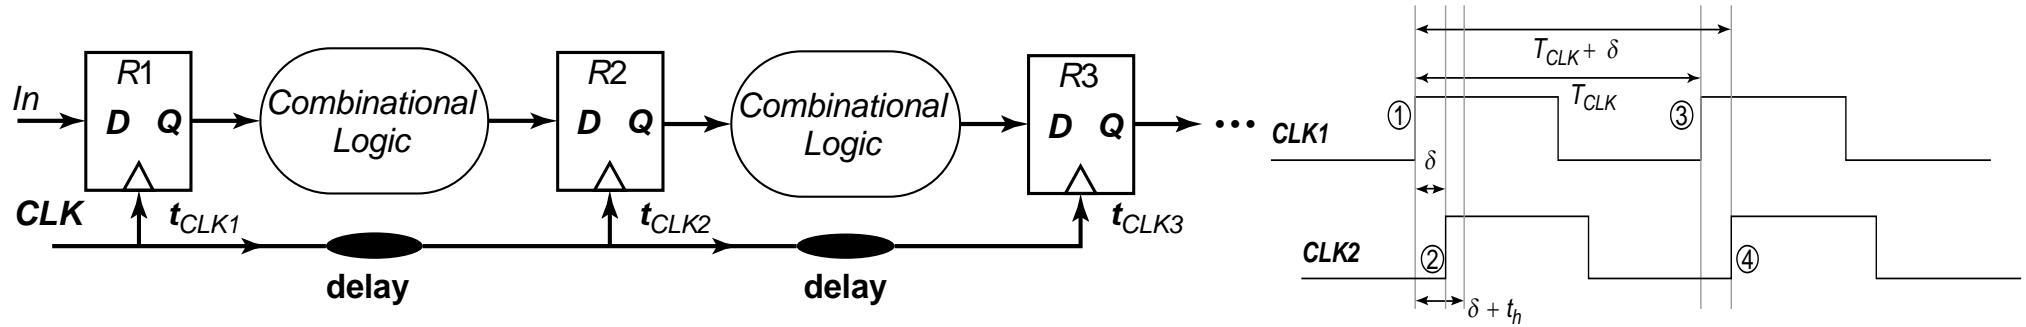 In
R1
D Q
Combinational
Logic
R2
D Q
Combinational
Logic
R3
D Q
•••
CLK
tCLK1
delay
tCLK2
delay
tCLK3
TCLK + δ
TCLK
①
③
CLK1
δ
CLK2
②
④
δ + th